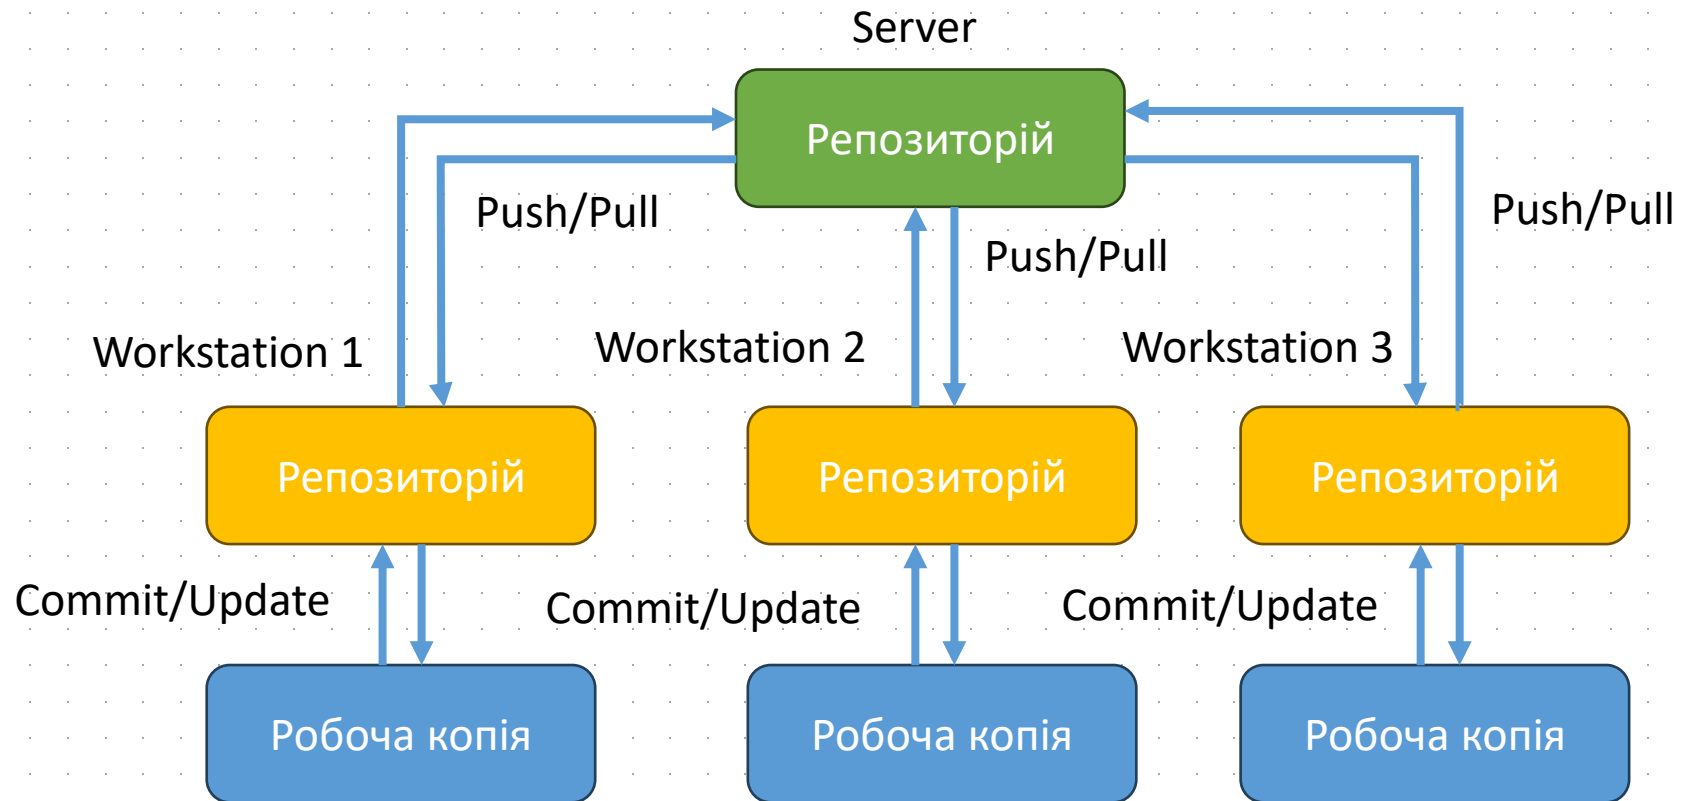 Server
Репозиторій
Push/Pull
Push/Pull
Push/Pull
Workstation 1
Workstation 2
Workstation 3
Репозиторій
Репозиторій
Репозиторій
Commit/Update
Commit/Update
Commit/Update
Робоча копія
Робоча копія
Робоча копія